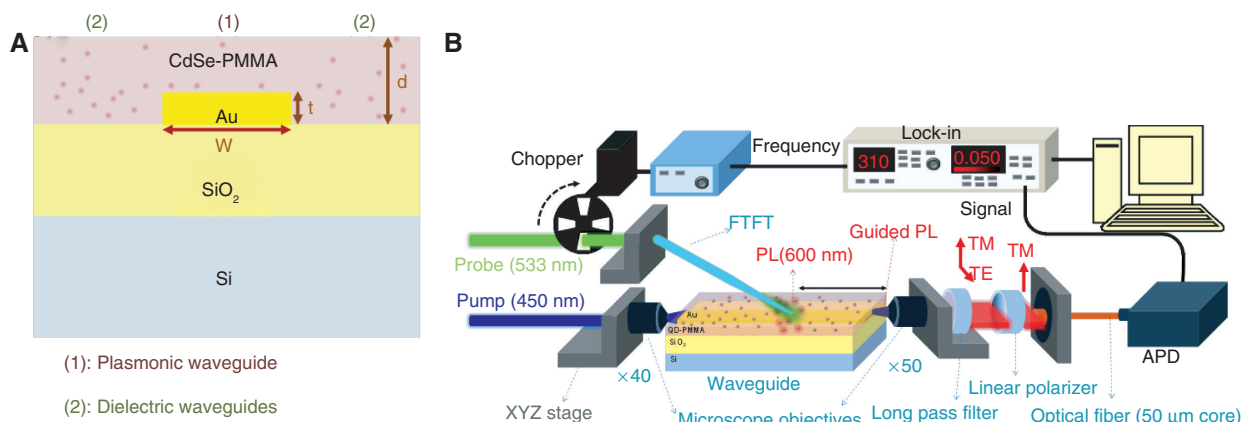 A
(2) (1) (2)
CdSe-PMMA
d
t
Au
W
SiO₂
Si
(1): Plasmonic waveguide
(2): Dielectric waveguides
B
Chopper
Frequency
Lock-in
310
0.050
Signal
FTFT
Guided PL
PL(600 nm)
TM
TE
TM
Probe (533 nm)
Pump (450 nm)
Au
QD-PMMA
SiO₂
Si
×40
Waveguide
×50
APD
Linear polarizer
XYZ stage
Microscope objectives
Long pass filter
Optical fiber (50 μm core)